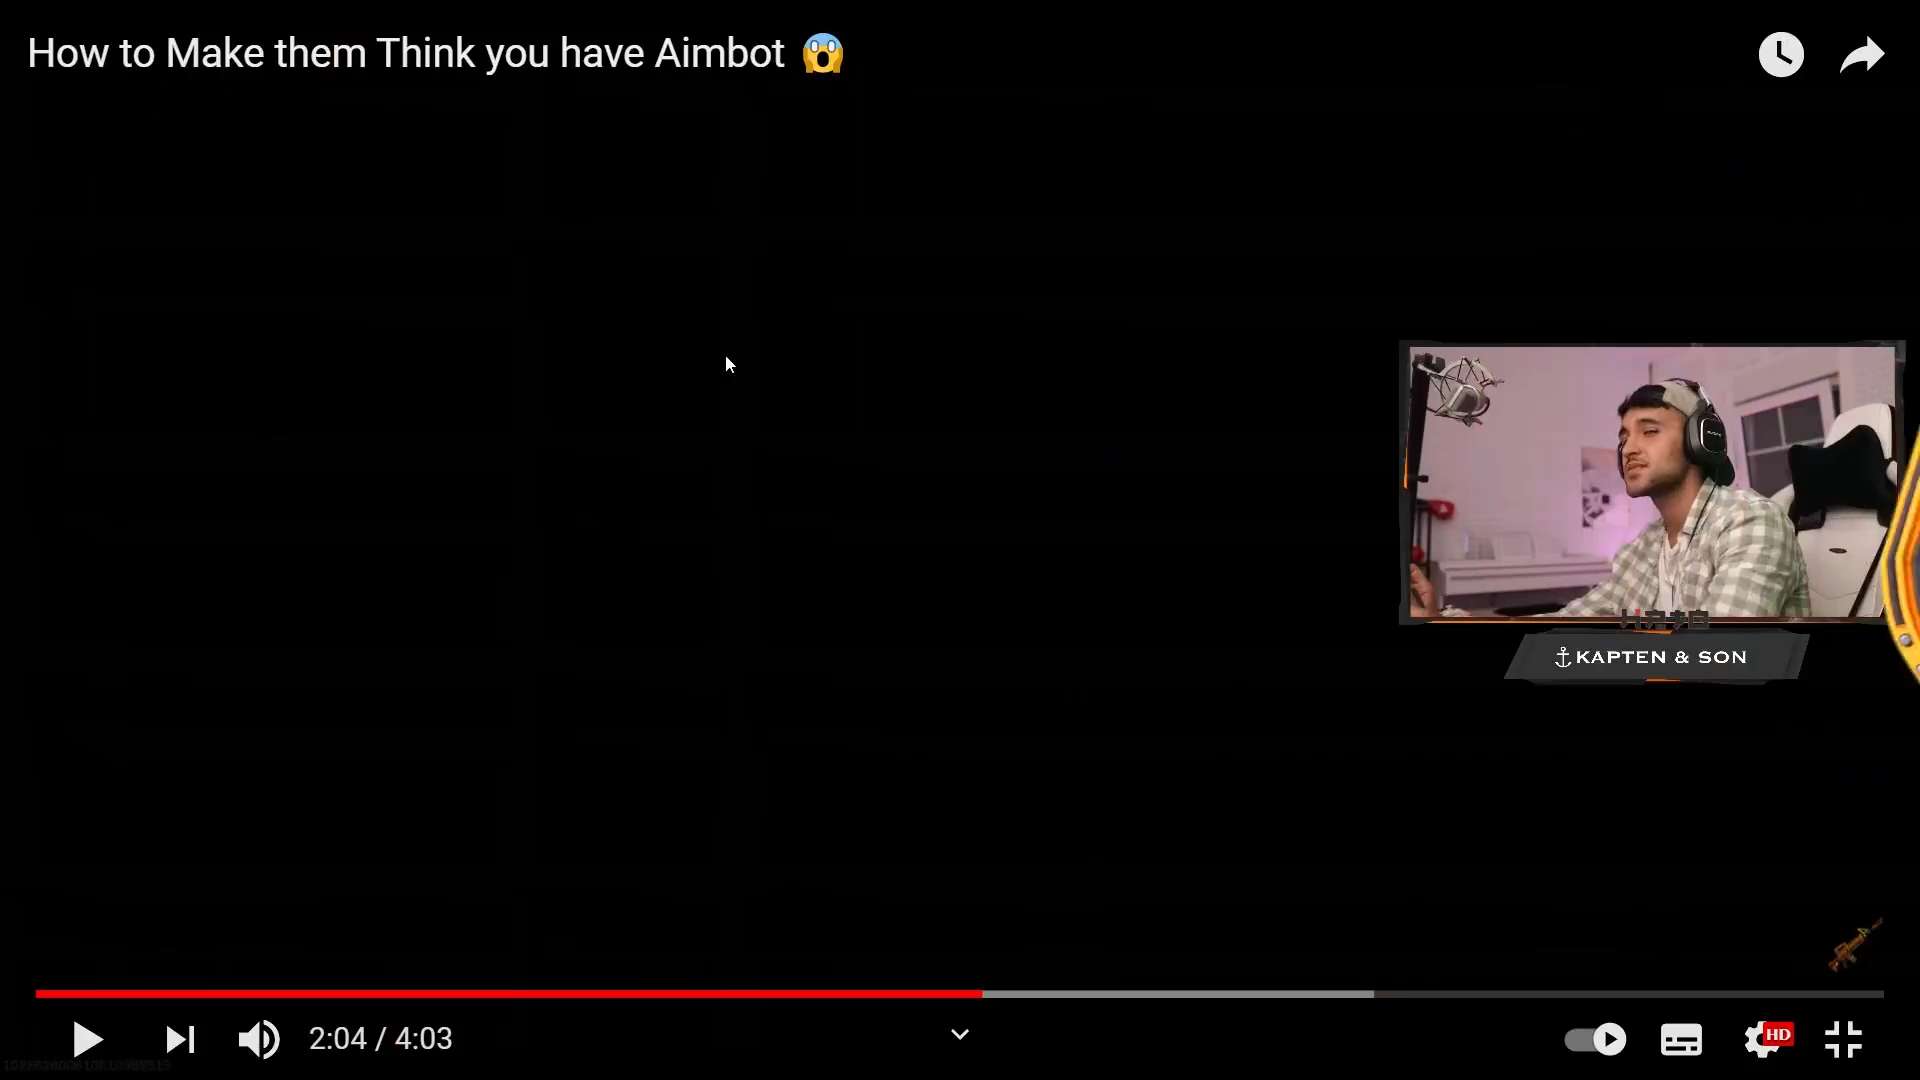 How to Make them Think you have Aimbot 😱
KAPTEN & SON
2:04 / 4:03
HD